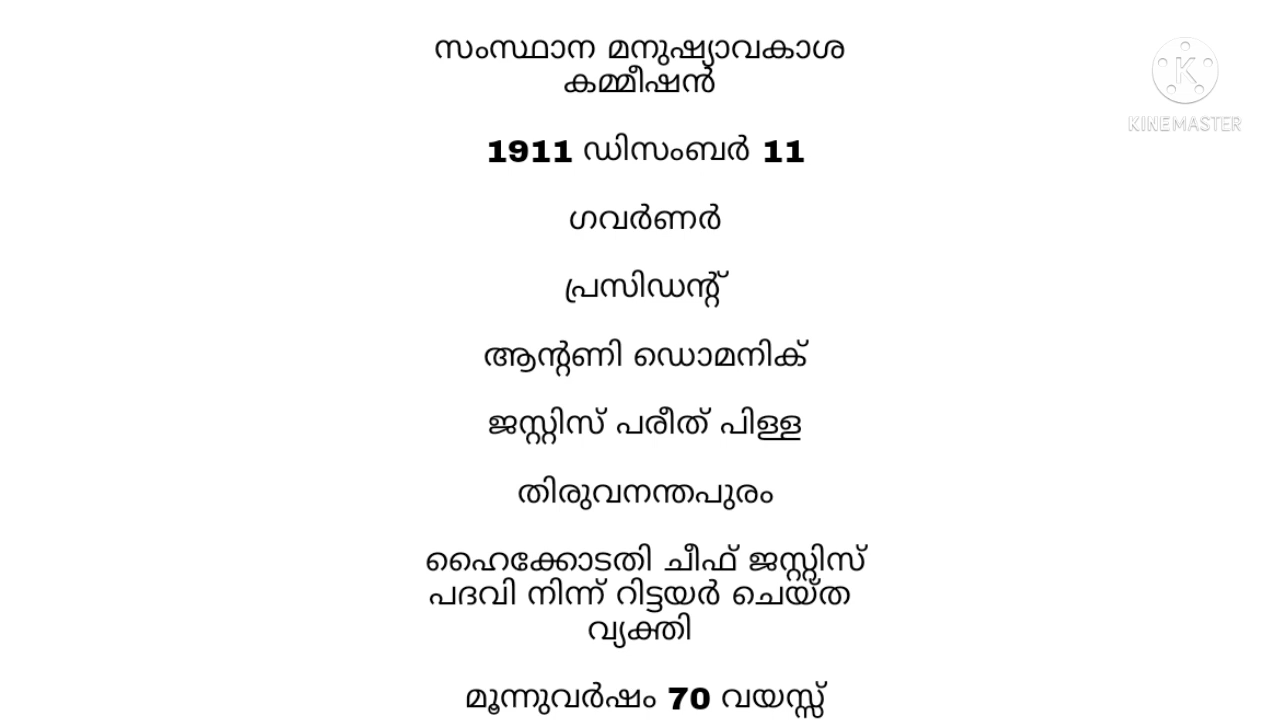 സംസ്ഥാന മനുഷ്യാവകാശ
കമ്മീഷൻ
1911 ഡിസംബർ 11
ഗവർണർ
പ്രസിഡന്റ്
ആന്റണി ഡൊമനിക്
ജസ്റ്റിസ് പരീത് പിള്ള
തിരുവനന്തപുരം
ഹൈക്കോടതി ചീഫ് ജസ്റ്റിസ്
പദവി നിന്ന് റിട്ടയർ ചെയ്ത
വ്യക്തി
മൂന്നുവർഷം 70 വയസ്സ്
K
KINEMASTER